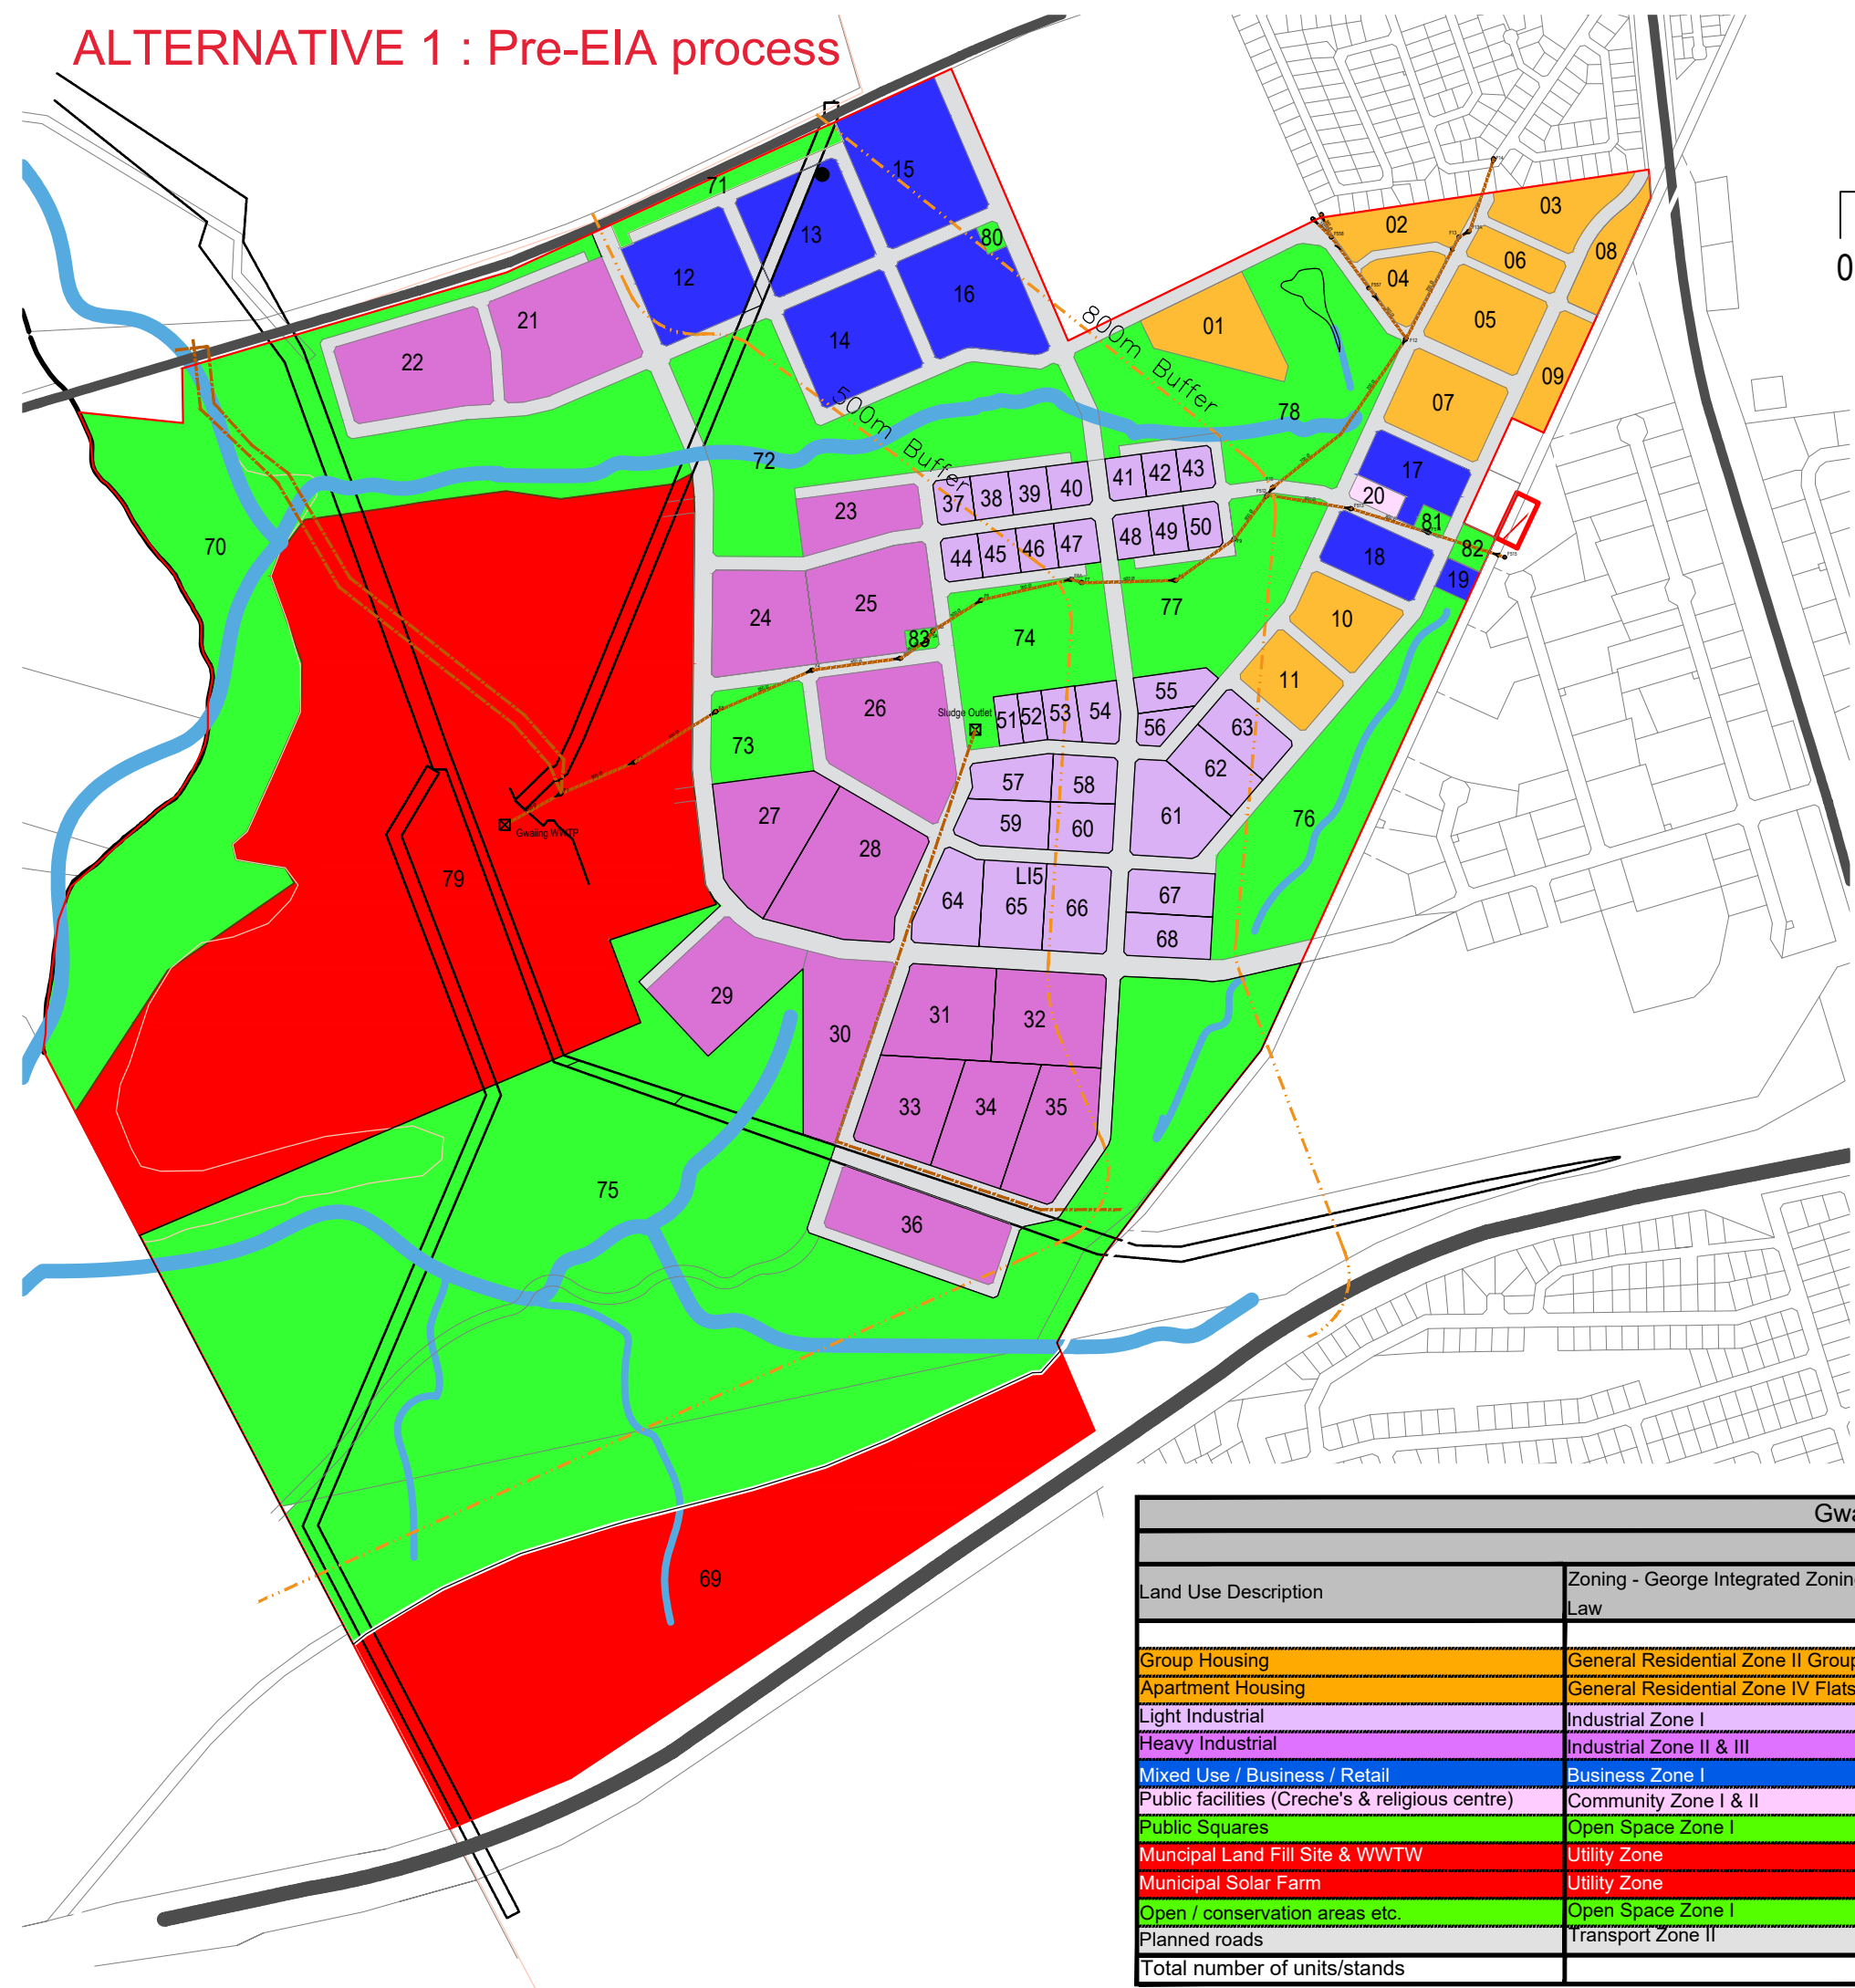 ALTERNATIVE 1 : Pre-EIA process
0
15
71
13
12
80
16
14
21
22
03
02
08
06
04
05
01
09
07
800m Buffer
500m Buffer
78
72
70
17
20
81
82
18
19
10
11
23
37 38 39 40
41 42 43
44 45 46 47
48 49 50
24
25
83
74
77
26
73
Sludge Outlet
51 52 53 54
55
56
63
62
61
57
58
59
60
76
27
28
Gwaiing WWTP
79
LI5
64
65
66
67
68
29
30
31
32
33
34
35
36
75
69
Gwa
Land Use Description
Zoning - George Integrated Zonin
Law
Group Housing
General Residential Zone II Group
Apartment Housing
General Residential Zone IV Flats
Light Industrial
Industrial Zone I
Heavy Industrial
Industrial Zone II & III
Mixed Use / Business / Retail
Business Zone I
Public facilities (Creche's & religious centre)
Community Zone I & II
Public Squares
Open Space Zone I
Muncipal Land Fill Site & WWTW
Utility Zone
Municipal Solar Farm
Utility Zone
Open / conservation areas etc.
Open Space Zone I
Planned roads
Transport Zone II
Total number of units/stands